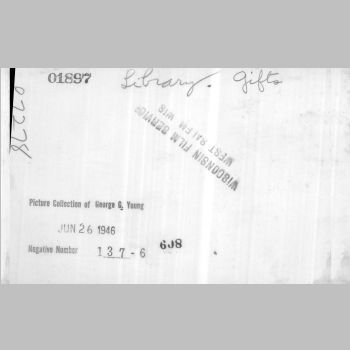 01897 Library. Gifts
WISCONSIN FILM SERVICE
WEST SALEM, WIS
Picture Collection of George Q. Young
JUN 26 1946
Negative Number 137-6 608